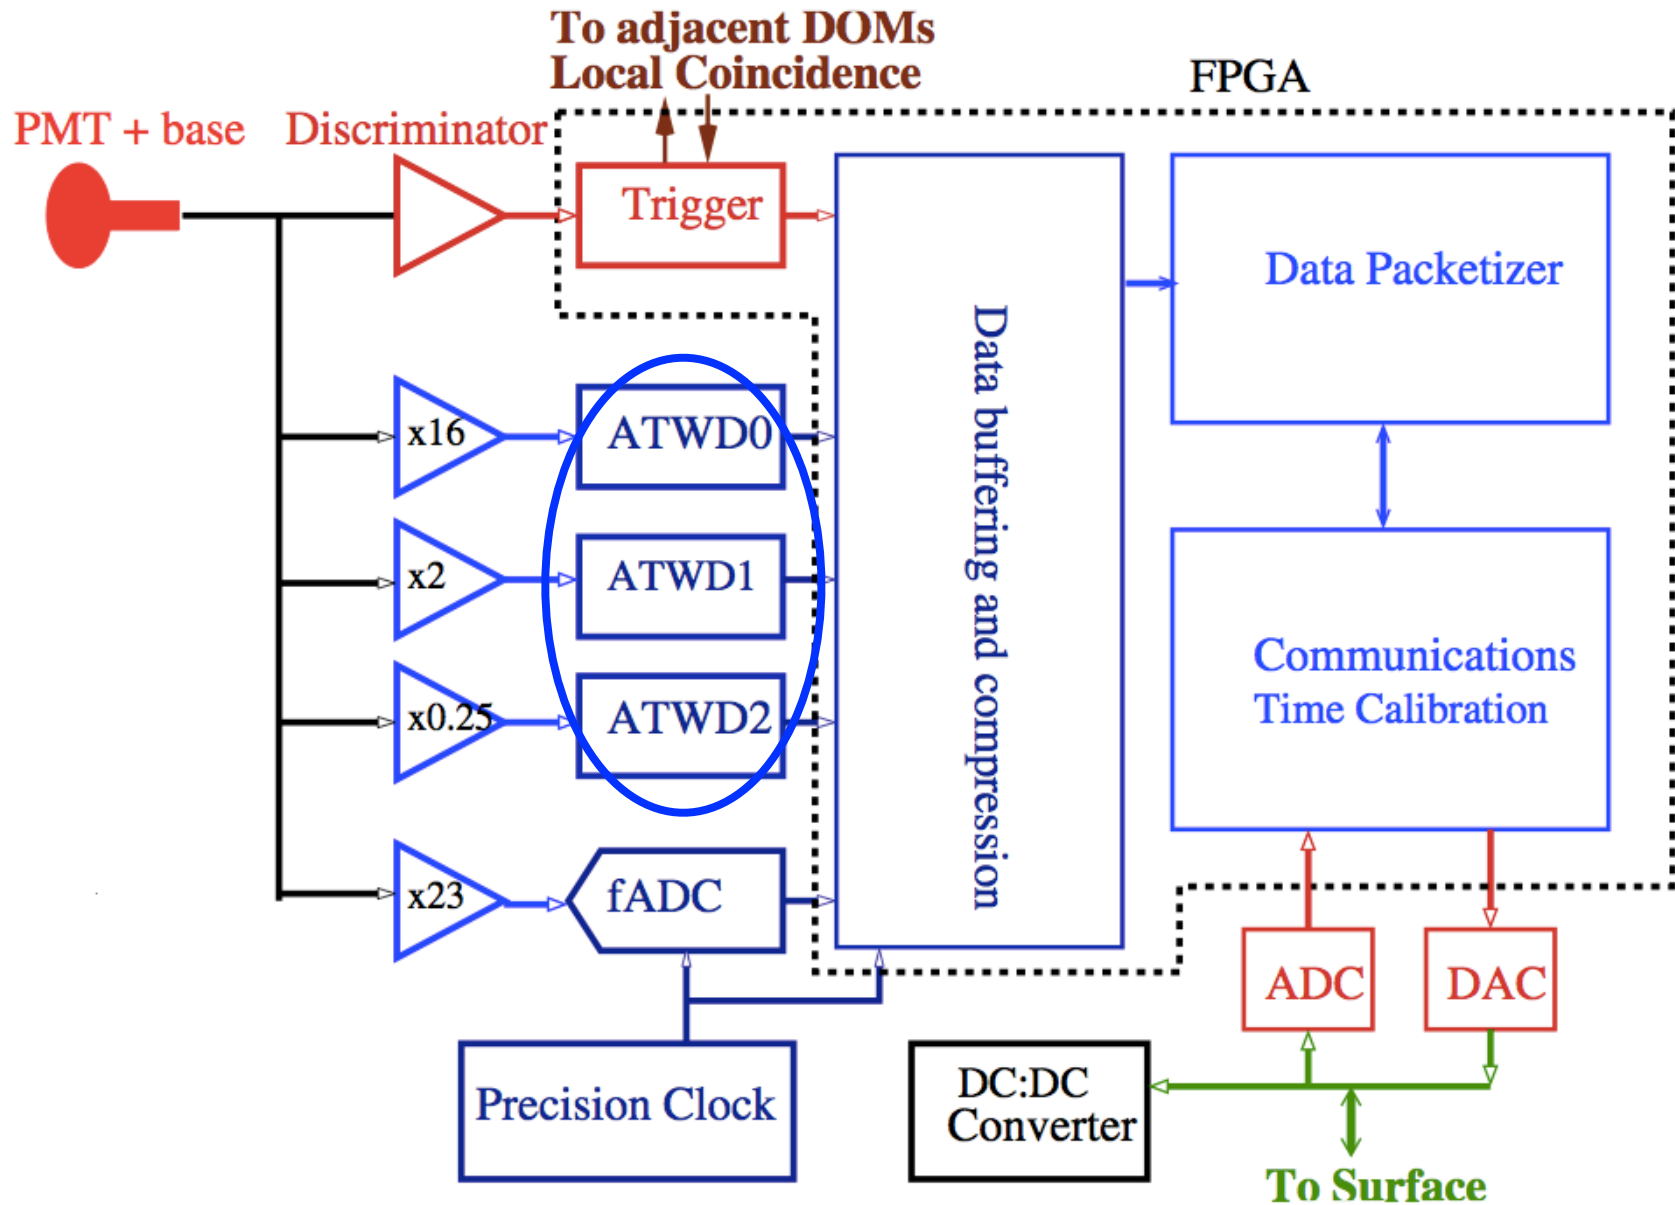 To adjacent DOMs
Local Coincidence
FPGA
PMT + base
Discriminator
Trigger
Data Packetizer
x16
ATWD0
x2
ATWD1
x0.25
ATWD2
Data buffering and compression
Communications
Time Calibration
x23
fADC
ADC
DAC
Precision Clock
DC:DC
Converter
To Surface